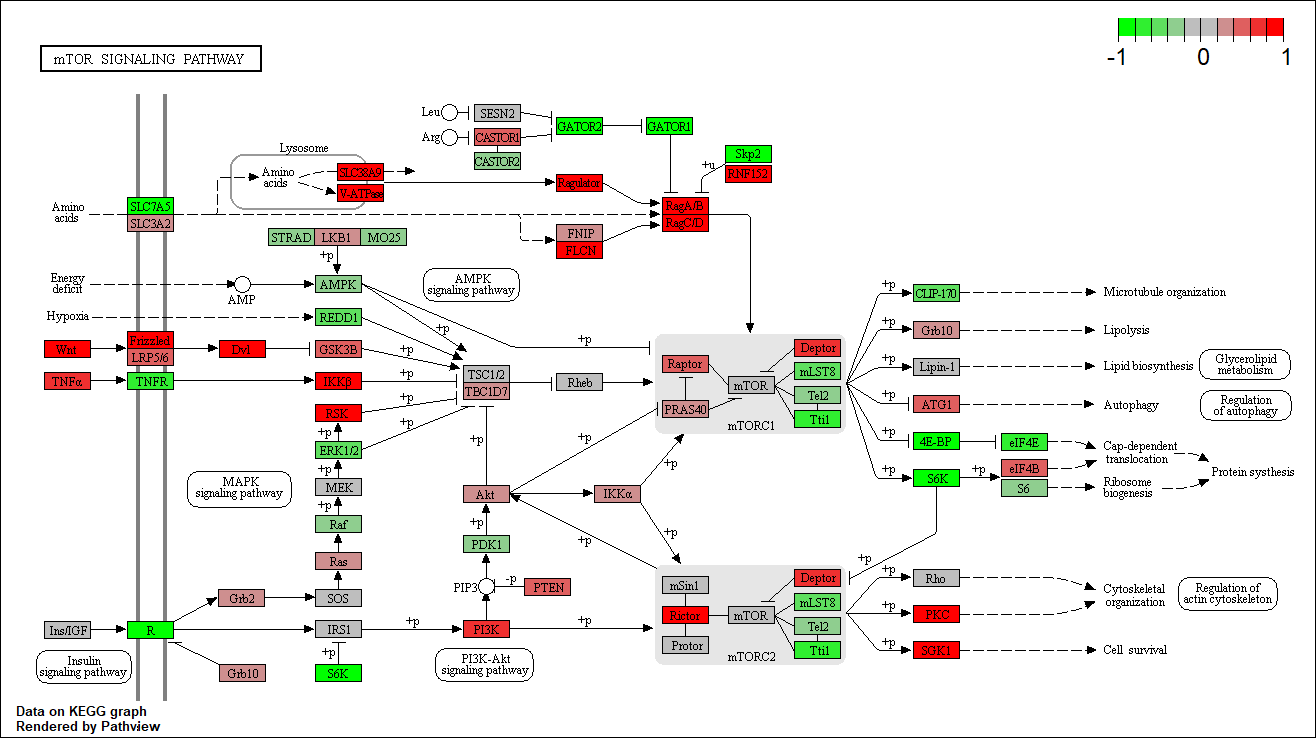 mTOR SIGNALING PATHWAY
-1 0 1
Leu
SESN2
GATOR2
GATOR1
Arg
CASTOR1
CASTOR2
Skp2
+u
RNF152
Lysosome
Amino
acids
SLC38A9
V-ATPase
Regulator
Amino
acids
SLC7A5
SLC3A2
RagA/B
RagC/D
FNIP
FLCN
STRAD
LKB1
MO25
+p
Energy
deficit
AMP
AMPK
AMPK
signaling pathway
Hypoxia
REDD1
+p
+p
Wnt
Frizzled
LRP5/6
Dvl
GSK3B
+p
TSC1/2
TBC1D7
Rheb
TNFα
TNFR
IKKβ
+p
RSK
+p
+p
ERK1/2
+p
+p
MEK
+p
Raf
Ras
SOS
MAPK
signaling pathway
Raptor
PRAS40
mTOR
Deptor
mLST8
Tel2
Tti1
mTORC1
+p
CLIP-170
Microtubule organization
+p
Grb10
Lipolysis
+p
Lipin-1
Lipid biosynthesis
Glycerolipid
metabolism
+p
ATG1
Autophagy
Regulation
of autophagy
+p
4E-BP
eIF4E
Cap-dependent
translocation
+p
S6K
+p
eIF4B
S6
Ribosome
biogenesis
Protein systhesis
+p
Akt
+p
IKKα
+p
+p
+p
+p
PDK1
PIP3
-p
PTEN
Grb2
Ins/IGF
R
IRS1
+p
PI3K
+p
Insulin
signaling pathway
Grb10
+p
S6K
PI3K-Akt
signaling pathway
mSin1
Rictor
Protor
mTOR
Deptor
mLST8
Tel2
Tti1
mTORC2
+p
+p
Rho
Cytoskeletal
organization
Regulation of
actin cytoskeleton
+p
PKC
+p
SGK1
Cell survival
Data on KEGG graph
Rendered by Pathview